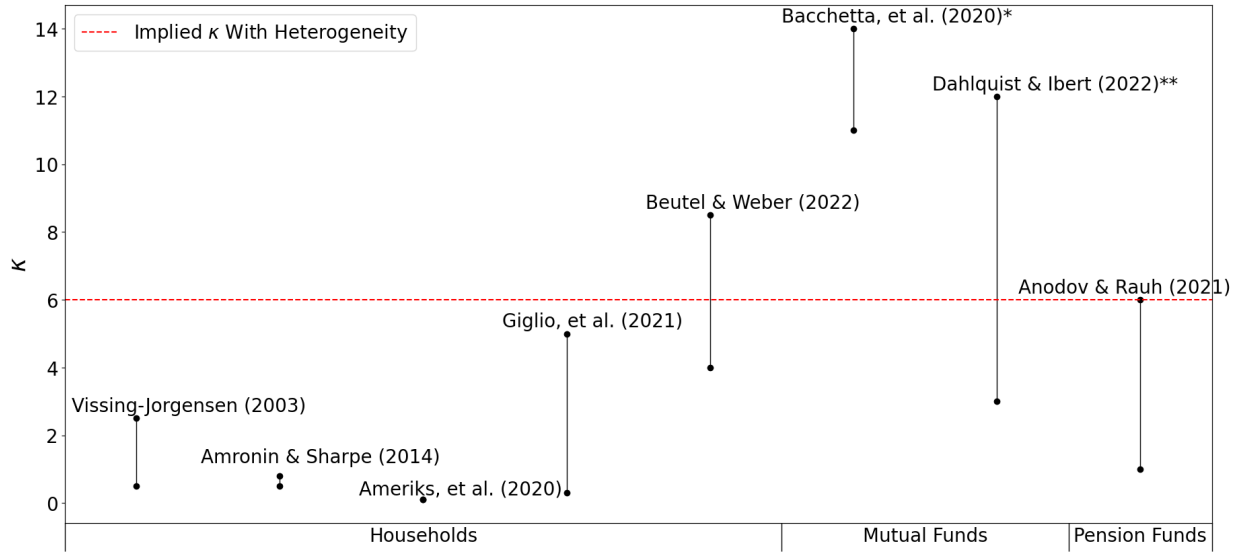 Implied κ With Heterogeneity
Bacchetta, et al. (2020)*
Dahlquist & Ibert (2022)**
Beutel & Weber (2022)
Anodov & Rauh (2021)
Giglio, et al. (2021)
Vissing-Jorgensen (2003)
Amronin & Sharpe (2014)
Ameriks, et al. (2020)
κ
14
12
10
8
6
4
2
0
Households
Mutual Funds
Pension Funds